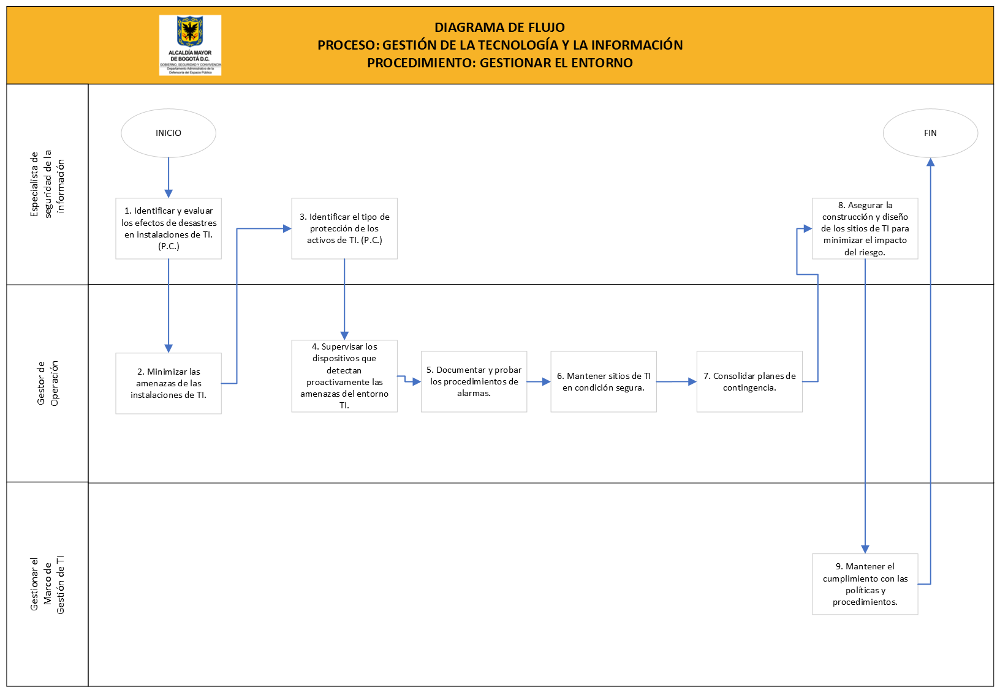 DIAGRAMA DE FLUJO
PROCESO: GESTIÓN DE LA TECNOLOGÍA Y LA INFORMACIÓN
PROCEDIMIENTO: GESTIONAR EL ENTORNO
ALCALDÍA MAYOR
DE BOGOTÁ D.C.
GOBIERNO, SEGURIDAD Y CONVIVENCIA
Departamento Administrativo de la
Defensoría del Espacio Público
Especialista de
seguridad de la
información
INICIO
FIN
1. Identificar y evaluar
los efectos de desastres
en instalaciones de TI.
(P.C.)
3. Identificar el tipo de
protección de los
activos de TI. (P.C.)
8. Asegurar la
construcción y diseño
de los sitios de TI para
minimizar el impacto
del riesgo.
Gestor de
Operación
2. Minimizar las
amenazas de las
instalaciones de TI.
4. Supervisar los
dispositivos que
detectan
proactivamente las
amenazas del entorno
TI.
5. Documentar y probar
los procedimientos de
alarmas.
6. Mantener sitios de TI
en condición segura.
7. Consolidar planes de
contingencia.
Gestionar el
Marco de
Gestión de TI
9. Mantener el
cumplimiento con las
políticas y
procedimientos.